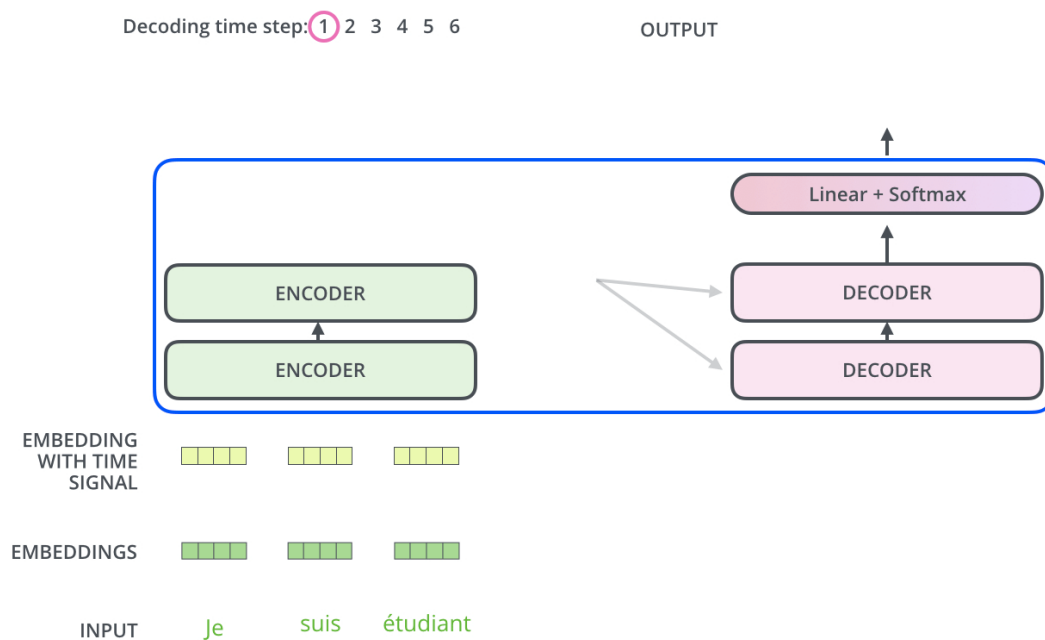 Decoding time step: 1 2 3 4 5 6
OUTPUT
Linear + Softmax
ENCODER
DECODER
ENCODER
DECODER
EMBEDDING
WITH TIME
SIGNAL
EMBEDDINGS
INPUT Je suis étudiant